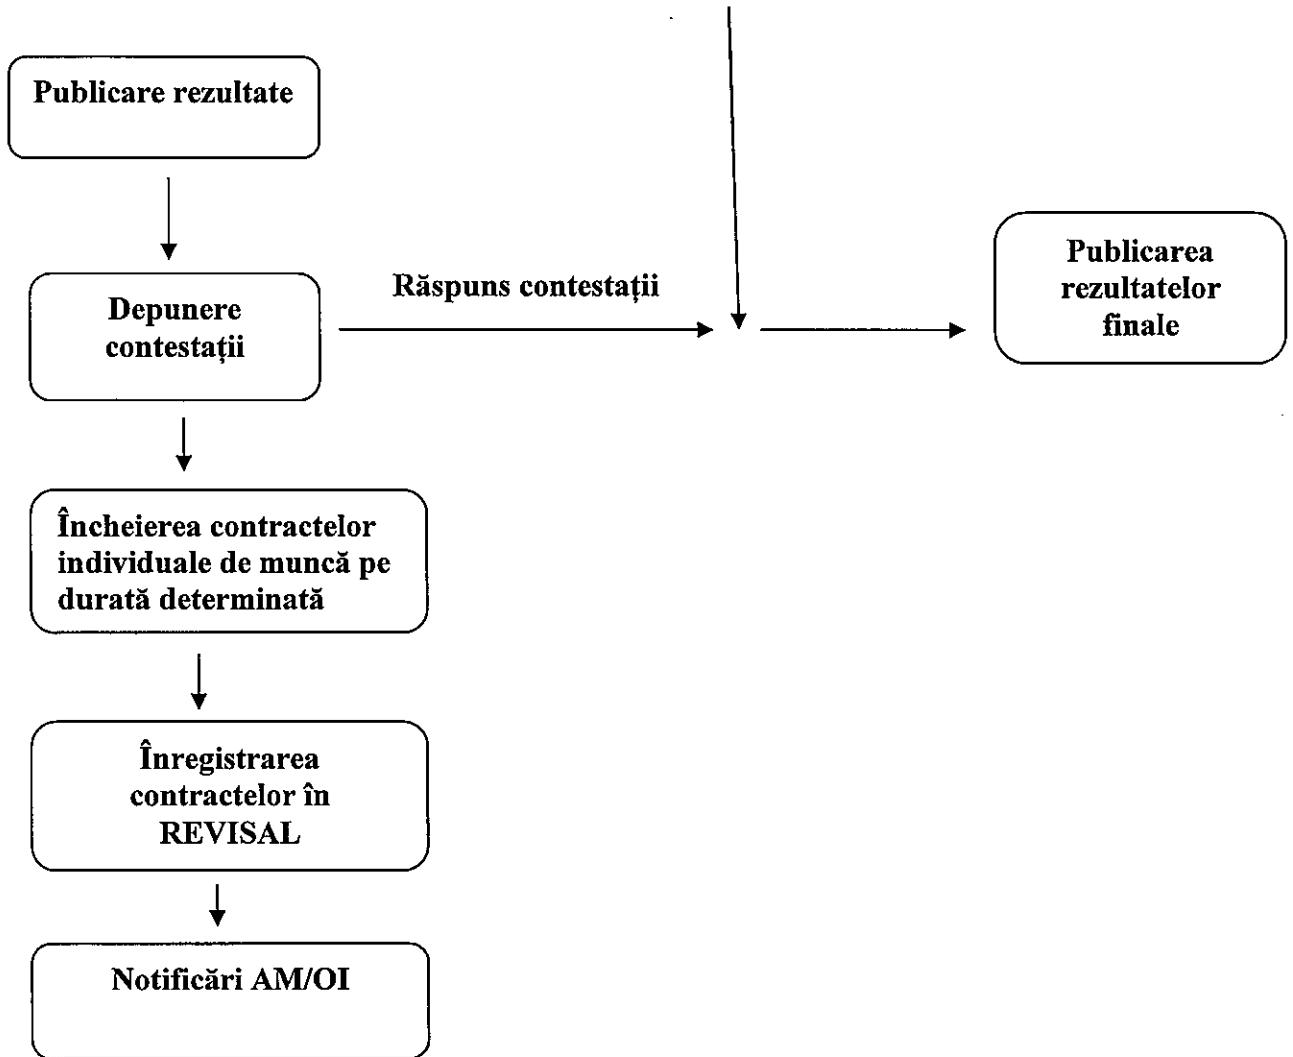 Publicare rezultate
Depunere
contestații
Răspuns contestații
Publicarea
rezultatelor
finale
Încheierea contractelor
individuale de muncă pe
durată determinată
Înregistrarea
contractelor în
REVISAL
Notificări AM/OI